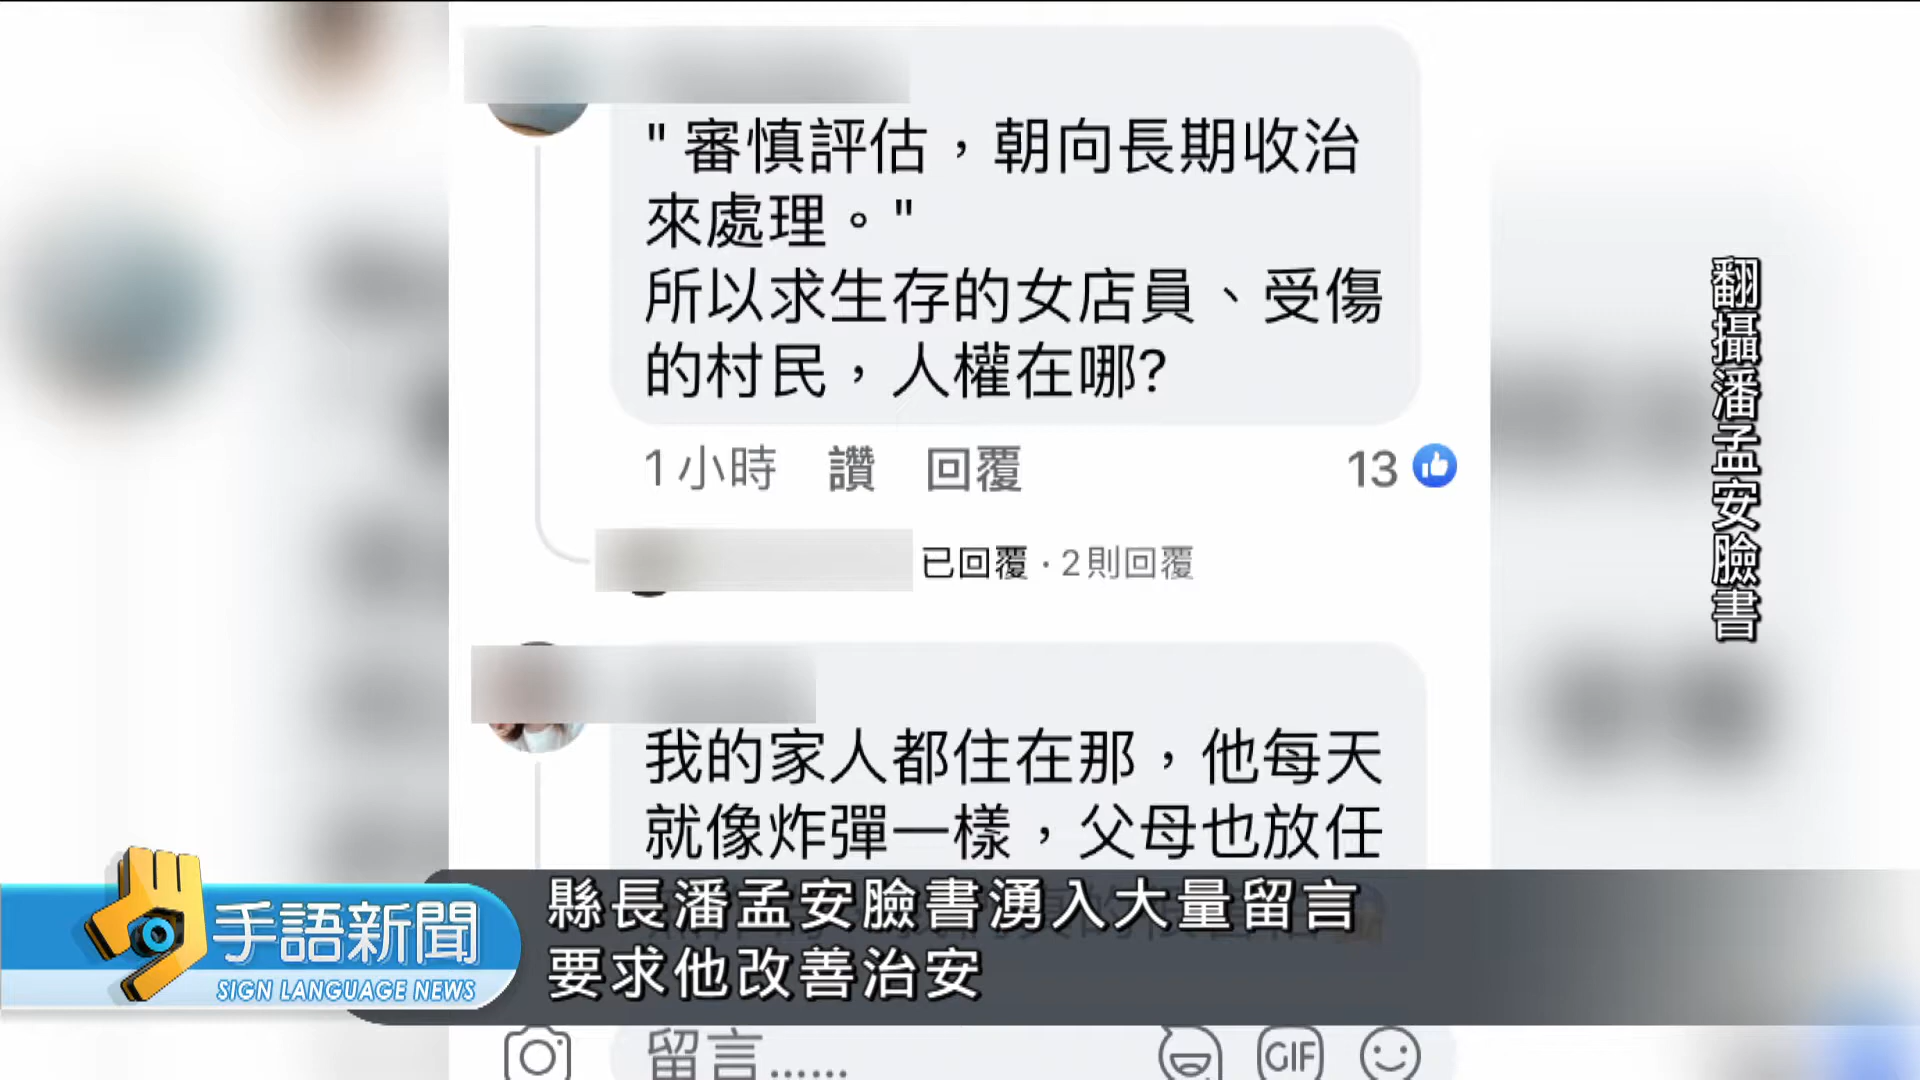 " 審慎評估，朝向長期收治
來處理。"
所以求生存的女店員、受傷
的村民，人權在哪?
1小時 讚 回覆 13
已回覆·2則回覆
我的家人都住在那，他每天
就像炸彈一樣，父母也放任
翻攝潘孟安臉書
手語新聞
SIGN LANGUAGE NEWS
縣長潘孟安臉書湧入大量留言
要求他改善治安
留言......
GIF